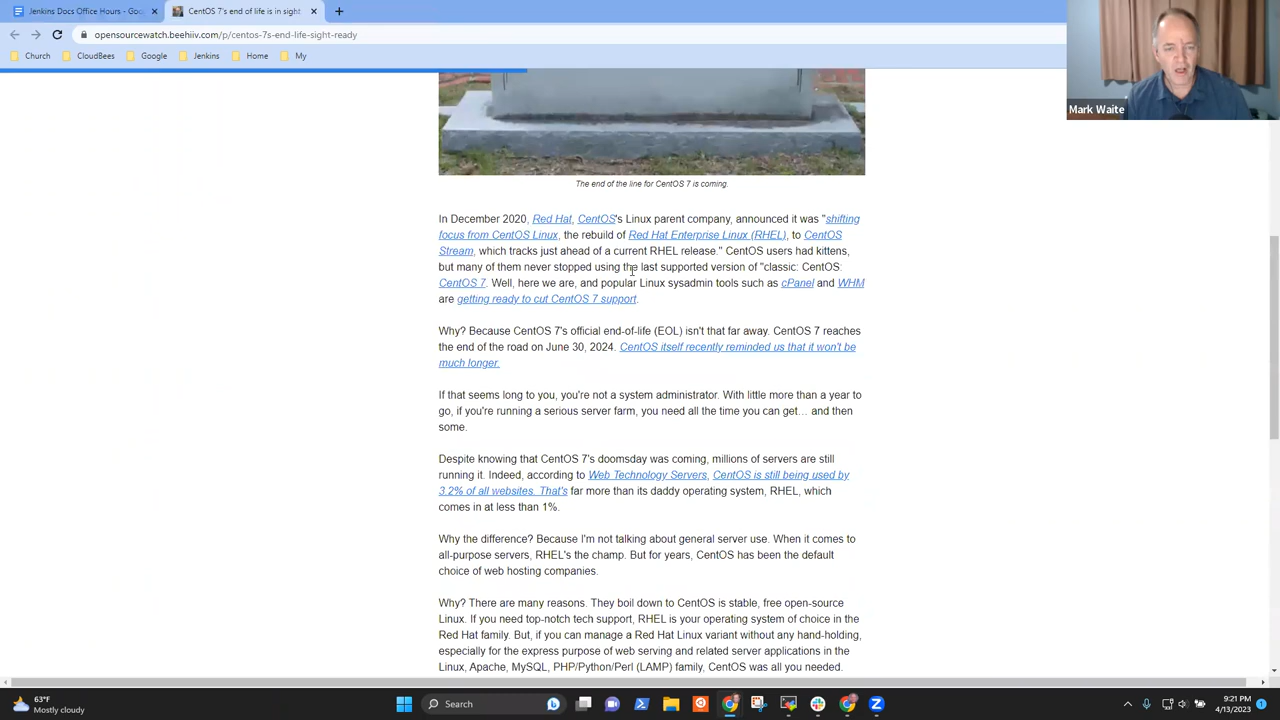 Jenkins Docs Office Hours - Goo
CentOS 7's end of life is in sight
opensourcewatch.beehiiv.com/p/centos-7s-end-life-sight-ready
Church
CloudBees
Google
Jenkins
Home
My
Mark Waite
The end of the line for CentOS 7 is coming.
In December 2020, Red Hat, CentOS's Linux parent company, announced it was "shifting
focus from CentOS Linux, the rebuild of Red Hat Enterprise Linux (RHEL), to CentOS
Stream, which tracks just ahead of a current RHEL release." CentOS users had kittens,
but many of them never stopped using the last supported version of "classic: CentOS:
CentOS 7. Well, here we are, and popular Linux sysadmin tools such as cPanel and WHM
are getting ready to cut CentOS 7 support.
Why? Because CentOS 7's official end-of-life (EOL) isn't that far away. CentOS 7 reaches
the end of the road on June 30, 2024. CentOS itself recently reminded us that it won't be
much longer.
If that seems long to you, you're not a system administrator. With little more than a year to
go, if you're running a serious server farm, you need all the time you can get… and then
some.
Despite knowing that CentOS 7's doomsday was coming, millions of servers are still
running it. Indeed, according to Web Technology Servers, CentOS is still being used by
3.2% of all websites. That's far more than its daddy operating system, RHEL, which
comes in at less than 1%.
Why the difference? Because I'm not talking about general server use. When it comes to
all-purpose servers, RHEL's the champ. But for years, CentOS has been the default
choice of web hosting companies.
Why? There are many reasons. They boil down to CentOS is stable, free open-source
Linux. If you need top-notch tech support, RHEL is your operating system of choice in the
Red Hat family. But, if you can manage a Red Hat Linux variant without any hand-holding,
especially for the express purpose of web serving and related server applications in the
Linux, Apache, MySQL, PHP/Python/Perl (LAMP) family, CentOS was all you needed.
63°F
Mostly cloudy
Search
9:21 PM
4/13/2023